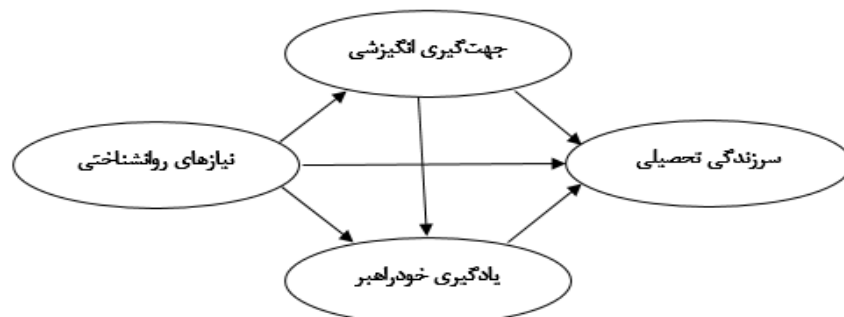 جهت‌گیری انگیزشی
نیازهای روانشناختی
سرزندگی تحصیلی
یادگیری خودراهبر